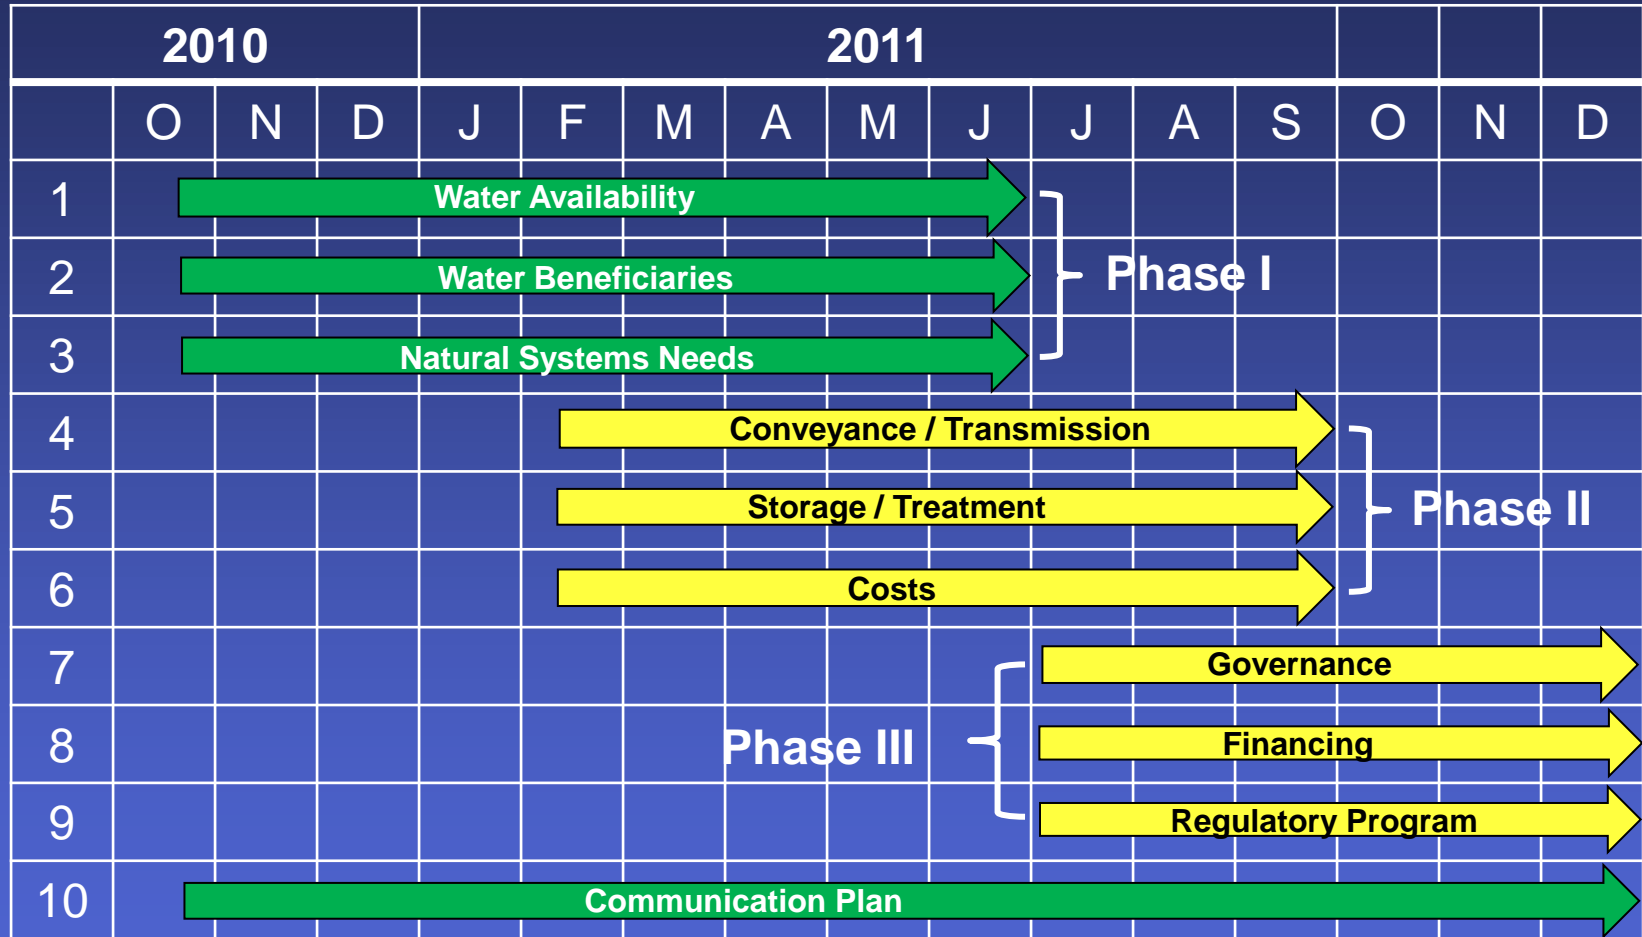 2010 2011
O N D J F M A M J J A S O N D
1 Water Availability
2 Water Beneficiaries Phase I
3 Natural Systems Needs
4 Conveyance / Transmission
5 Storage / Treatment Phase II
6 Costs
7 Governance
8 Phase III Financing
9 Regulatory Program
10 Communication Plan